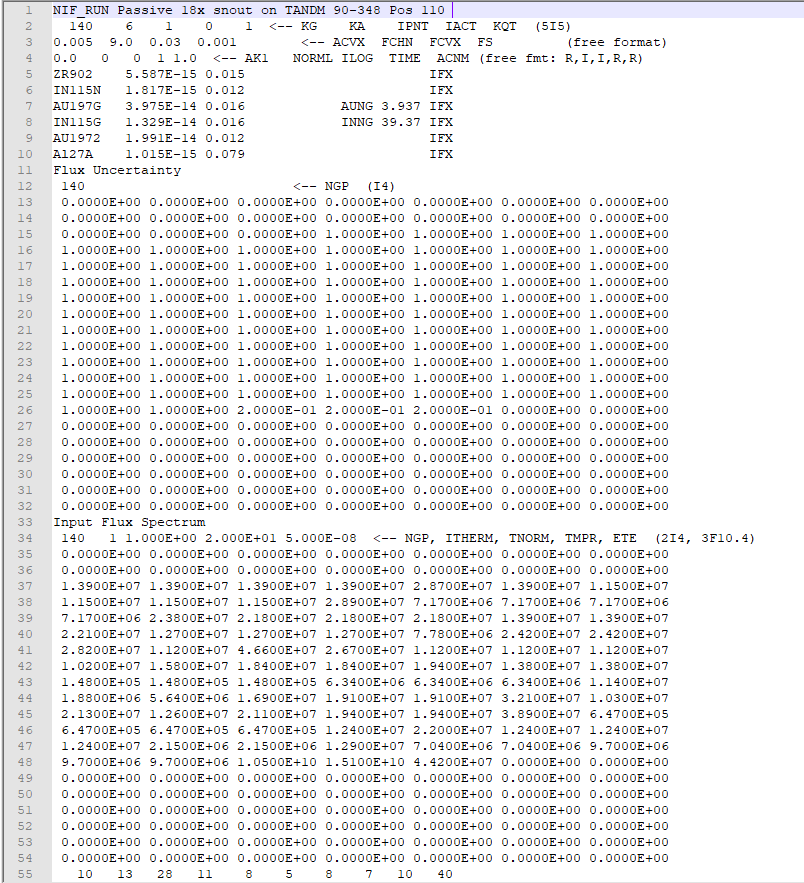 1 NIF_RUN Passive 18x snout on TANDM 90-348 Pos 110
2 140 6 1 0 1 <-- KG KA IPNT IACT KQT (5I5)
3 0.005 9.0 0.03 0.001 <-- ACVX FCHN FCVX FS (free format)
4 0.0 0 0 1 1.0 <-- AK1 NORML ILOG TIME ACNM (free fmt: R,I,I,R,R)
5 ZR902 5.587E-15 0.015 IFX
6 IN115N 1.817E-15 0.012 IFX
7 AU197G 3.975E-14 0.016 AUNG 3.937 IFX
8 IN115G 1.329E-14 0.016 INNG 39.37 IFX
9 AU1972 1.991E-14 0.012 IFX
10 Al27A 1.015E-15 0.079 IFX
11 Flux Uncertainty
12 140 <-- NGP (I4)
13 0.0000E+00 0.0000E+00 0.0000E+00 0.0000E+00 0.0000E+00 0.0000E+00 0.0000E+00
14 0.0000E+00 0.0000E+00 0.0000E+00 0.0000E+00 0.0000E+00 0.0000E+00 0.0000E+00
15 0.0000E+00 0.0000E+00 0.0000E+00 1.0000E+00 1.0000E+00 1.0000E+00 1.0000E+00
16 1.0000E+00 1.0000E+00 1.0000E+00 1.0000E+00 1.0000E+00 1.0000E+00 1.0000E+00
17 1.0000E+00 1.0000E+00 1.0000E+00 1.0000E+00 1.0000E+00 1.0000E+00 1.0000E+00
18 1.0000E+00 1.0000E+00 1.0000E+00 1.0000E+00 1.0000E+00 1.0000E+00 1.0000E+00
19 1.0000E+00 1.0000E+00 1.0000E+00 1.0000E+00 1.0000E+00 1.0000E+00 1.0000E+00
20 1.0000E+00 1.0000E+00 1.0000E+00 1.0000E+00 1.0000E+00 1.0000E+00 1.0000E+00
21 1.0000E+00 1.0000E+00 1.0000E+00 1.0000E+00 1.0000E+00 1.0000E+00 1.0000E+00
22 1.0000E+00 1.0000E+00 1.0000E+00 1.0000E+00 1.0000E+00 1.0000E+00 1.0000E+00
23 1.0000E+00 1.0000E+00 1.0000E+00 1.0000E+00 1.0000E+00 1.0000E+00 1.0000E+00
24 1.0000E+00 1.0000E+00 1.0000E+00 1.0000E+00 1.0000E+00 1.0000E+00 1.0000E+00
25 1.0000E+00 1.0000E+00 1.0000E+00 1.0000E+00 1.0000E+00 1.0000E+00 1.0000E+00
26 1.0000E+00 1.0000E+00 2.0000E-01 2.0000E-01 2.0000E-01 0.0000E+00 0.0000E+00
27 0.0000E+00 0.0000E+00 0.0000E+00 0.0000E+00 0.0000E+00 0.0000E+00 0.0000E+00
28 0.0000E+00 0.0000E+00 0.0000E+00 0.0000E+00 0.0000E+00 0.0000E+00 0.0000E+00
29 0.0000E+00 0.0000E+00 0.0000E+00 0.0000E+00 0.0000E+00 0.0000E+00 0.0000E+00
30 0.0000E+00 0.0000E+00 0.0000E+00 0.0000E+00 0.0000E+00 0.0000E+00 0.0000E+00
31 0.0000E+00 0.0000E+00 0.0000E+00 0.0000E+00 0.0000E+00 0.0000E+00 0.0000E+00
32 0.0000E+00 0.0000E+00 0.0000E+00 0.0000E+00 0.0000E+00 0.0000E+00 0.0000E+00
33 Input Flux Spectrum
34 140 1 1.000E+00 2.000E+01 5.000E-08 <-- NGP, ITHERM, TNORM, TMPR, ETE (2I4, 3F10.4)
35 0.0000E+00 0.0000E+00 0.0000E+00 0.0000E+00 0.0000E+00 0.0000E+00 0.0000E+00
36 0.0000E+00 0.0000E+00 0.0000E+00 0.0000E+00 0.0000E+00 0.0000E+00 0.0000E+00
37 1.3900E+07 1.3900E+07 1.3900E+07 1.3900E+07 2.8700E+07 1.3900E+07 1.1500E+07
38 1.1500E+07 1.1500E+07 1.1500E+07 2.8900E+07 7.1700E+06 7.1700E+06 7.1700E+06
39 7.1700E+06 2.3800E+07 2.1800E+07 2.1800E+07 2.1800E+07 1.3900E+07 1.3900E+07
40 2.2100E+07 1.2700E+07 1.2700E+07 1.2700E+07 7.7800E+06 2.4200E+07 2.4200E+07
41 2.8200E+07 1.1200E+07 4.6600E+07 2.6700E+07 1.1200E+07 1.1200E+07 1.1200E+07
42 1.0200E+07 1.5800E+07 1.8400E+07 1.8400E+07 1.9400E+07 1.3800E+07 1.3800E+07
43 1.4800E+05 1.4800E+05 1.4800E+05 6.3400E+06 6.3400E+06 6.3400E+06 1.1400E+07
44 1.8800E+06 5.6400E+06 1.6900E+07 1.9100E+07 1.9100E+07 3.2100E+07 1.0300E+07
45 2.1300E+07 1.2600E+07 2.1100E+07 1.9400E+07 1.9400E+07 3.8900E+07 6.4700E+05
46 6.4700E+05 6.4700E+05 6.4700E+05 1.2400E+07 2.2000E+07 1.2400E+07 1.2400E+07
47 1.2400E+07 2.1500E+06 2.1500E+06 1.2900E+07 7.0400E+06 7.0400E+06 9.7000E+06
48 9.7000E+06 9.7000E+06 1.0500E+10 1.5100E+10 4.4200E+07 0.0000E+00 0.0000E+00
49 0.0000E+00 0.0000E+00 0.0000E+00 0.0000E+00 0.0000E+00 0.0000E+00 0.0000E+00
50 0.0000E+00 0.0000E+00 0.0000E+00 0.0000E+00 0.0000E+00 0.0000E+00 0.0000E+00
51 0.0000E+00 0.0000E+00 0.0000E+00 0.0000E+00 0.0000E+00 0.0000E+00 0.0000E+00
52 0.0000E+00 0.0000E+00 0.0000E+00 0.0000E+00 0.0000E+00 0.0000E+00 0.0000E+00
53 0.0000E+00 0.0000E+00 0.0000E+00 0.0000E+00 0.0000E+00 0.0000E+00 0.0000E+00
54 0.0000E+00 0.0000E+00 0.0000E+00 0.0000E+00 0.0000E+00 0.0000E+00 0.0000E+00
55 10 13 28 11 8 5 8 7 10 40